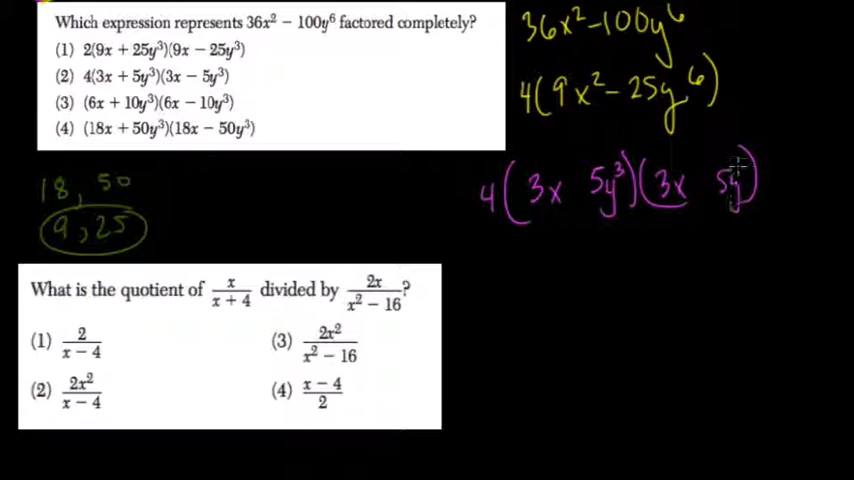 Which expression represents 36x² − 100y⁶ factored completely?
(1) 2(9x + 25y³)(9x − 25y³)
(2) 4(3x + 5y³)(3x − 5y³)
(3) (6x + 10y³)(6x − 10y³)
(4) (18x + 50y³)(18x − 50y³)
36x² − 100y⁶
4(9x² − 25y⁶)
4(3x 5y³)(3x 5y)
18, 50
9, 25
What is the quotient of x/(x + 4) divided by 2x/(x² − 16)?
(1) 2/(x − 4)
(3) 2x²/(x² − 16)
(2) 2x²/(x − 4)
(4) (x − 4)/2